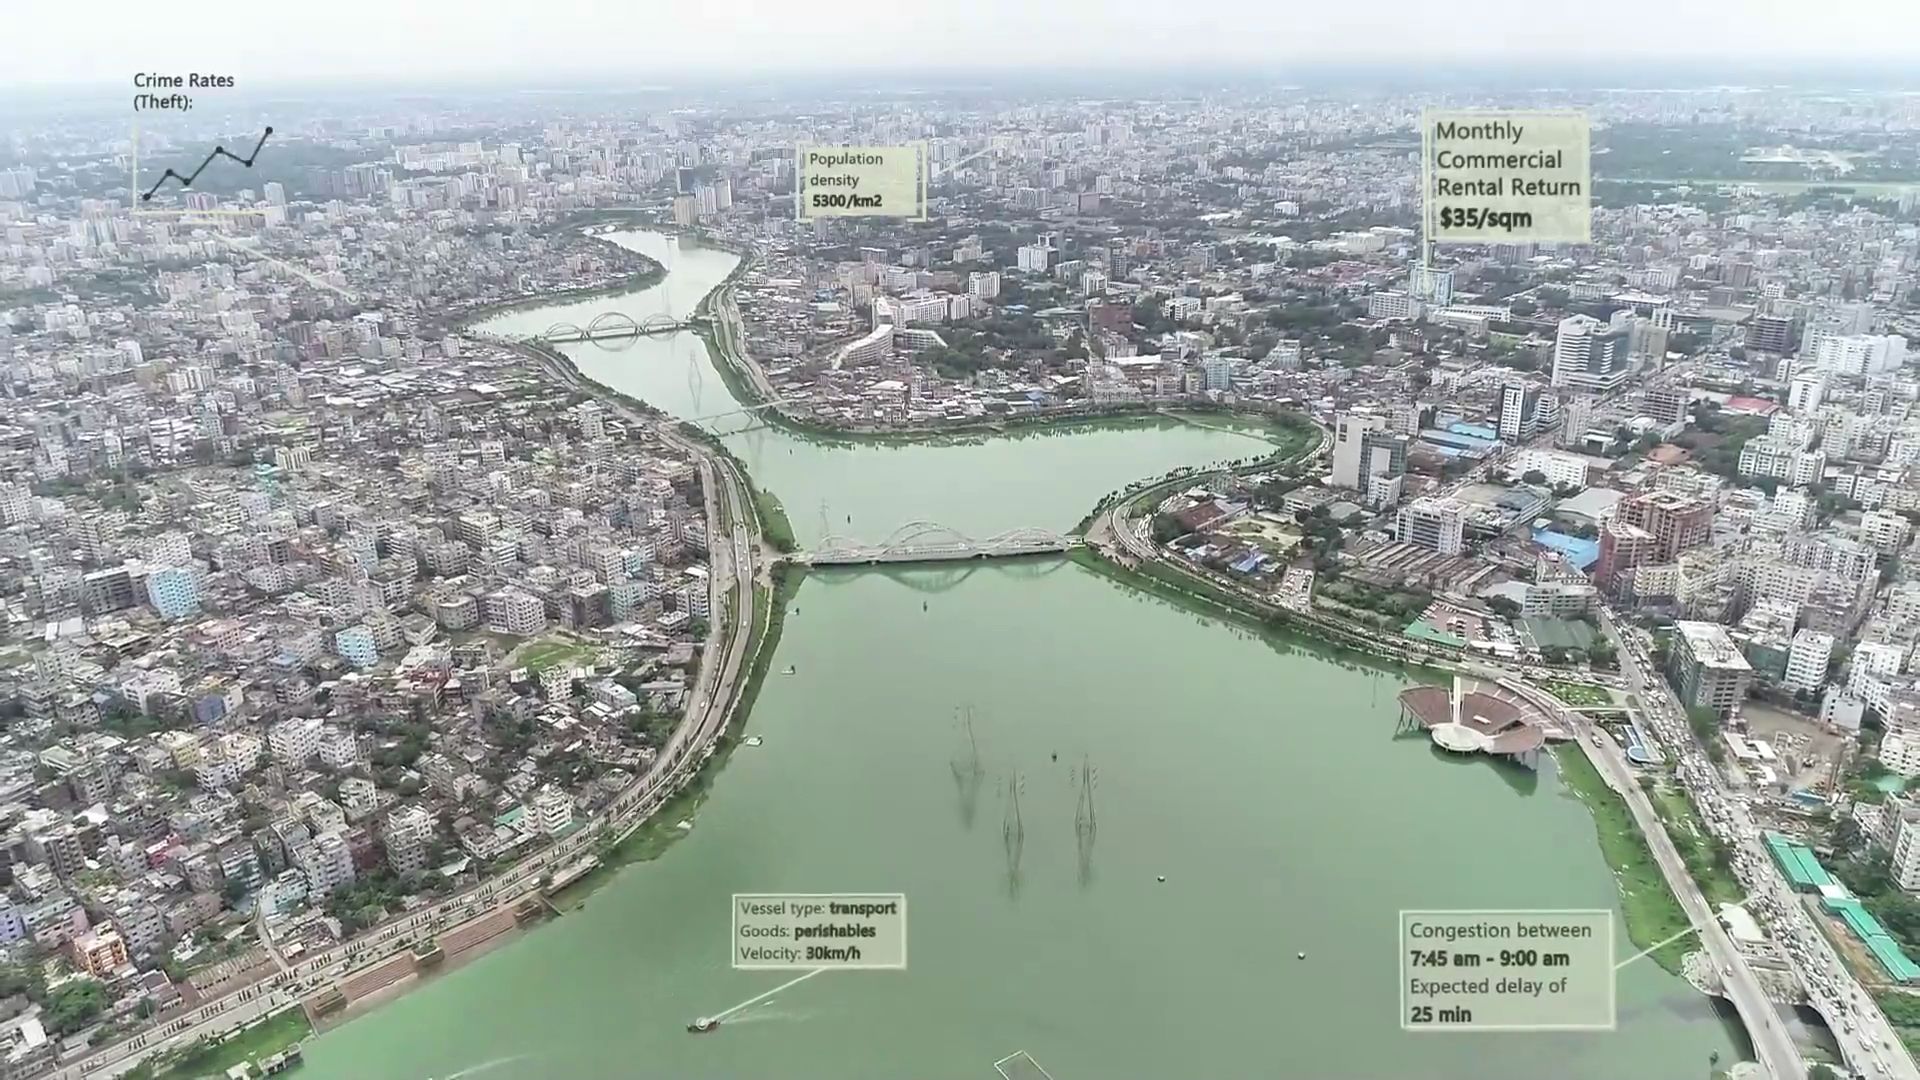 Crime Rates
(Theft):
Population
density
5300/km2
Monthly
Commercial
Rental Return
$35/sqm
Vessel type: transport
Goods: perishables
Velocity: 30km/h
Congestion between
7:45 am - 9:00 am
Expected delay of
25 min